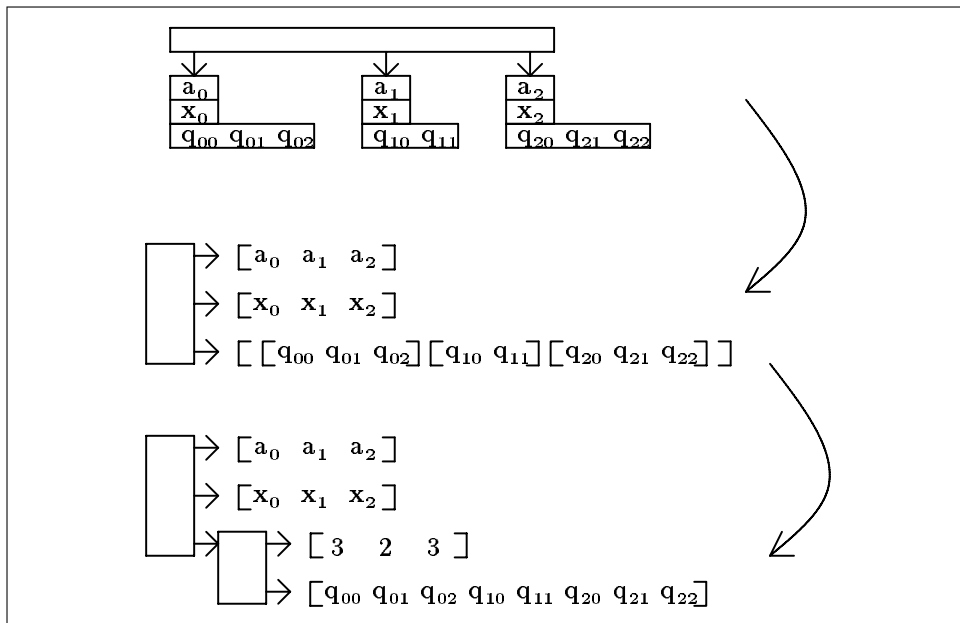 a₀ a₁ a₂
x₀ x₁ x₂
q₀₀ q₀₁ q₀₂ q₁₀ q₁₁ q₂₀ q₂₁ q₂₂
[a₀ a₁ a₂]
[x₀ x₁ x₂]
[[q₀₀ q₀₁ q₀₂][q₁₀ q₁₁][q₂₀ q₂₁ q₂₂]]
[a₀ a₁ a₂]
[x₀ x₁ x₂]
[3 2 3]
[q₀₀ q₀₁ q₀₂ q₁₀ q₁₁ q₂₀ q₂₁ q₂₂]